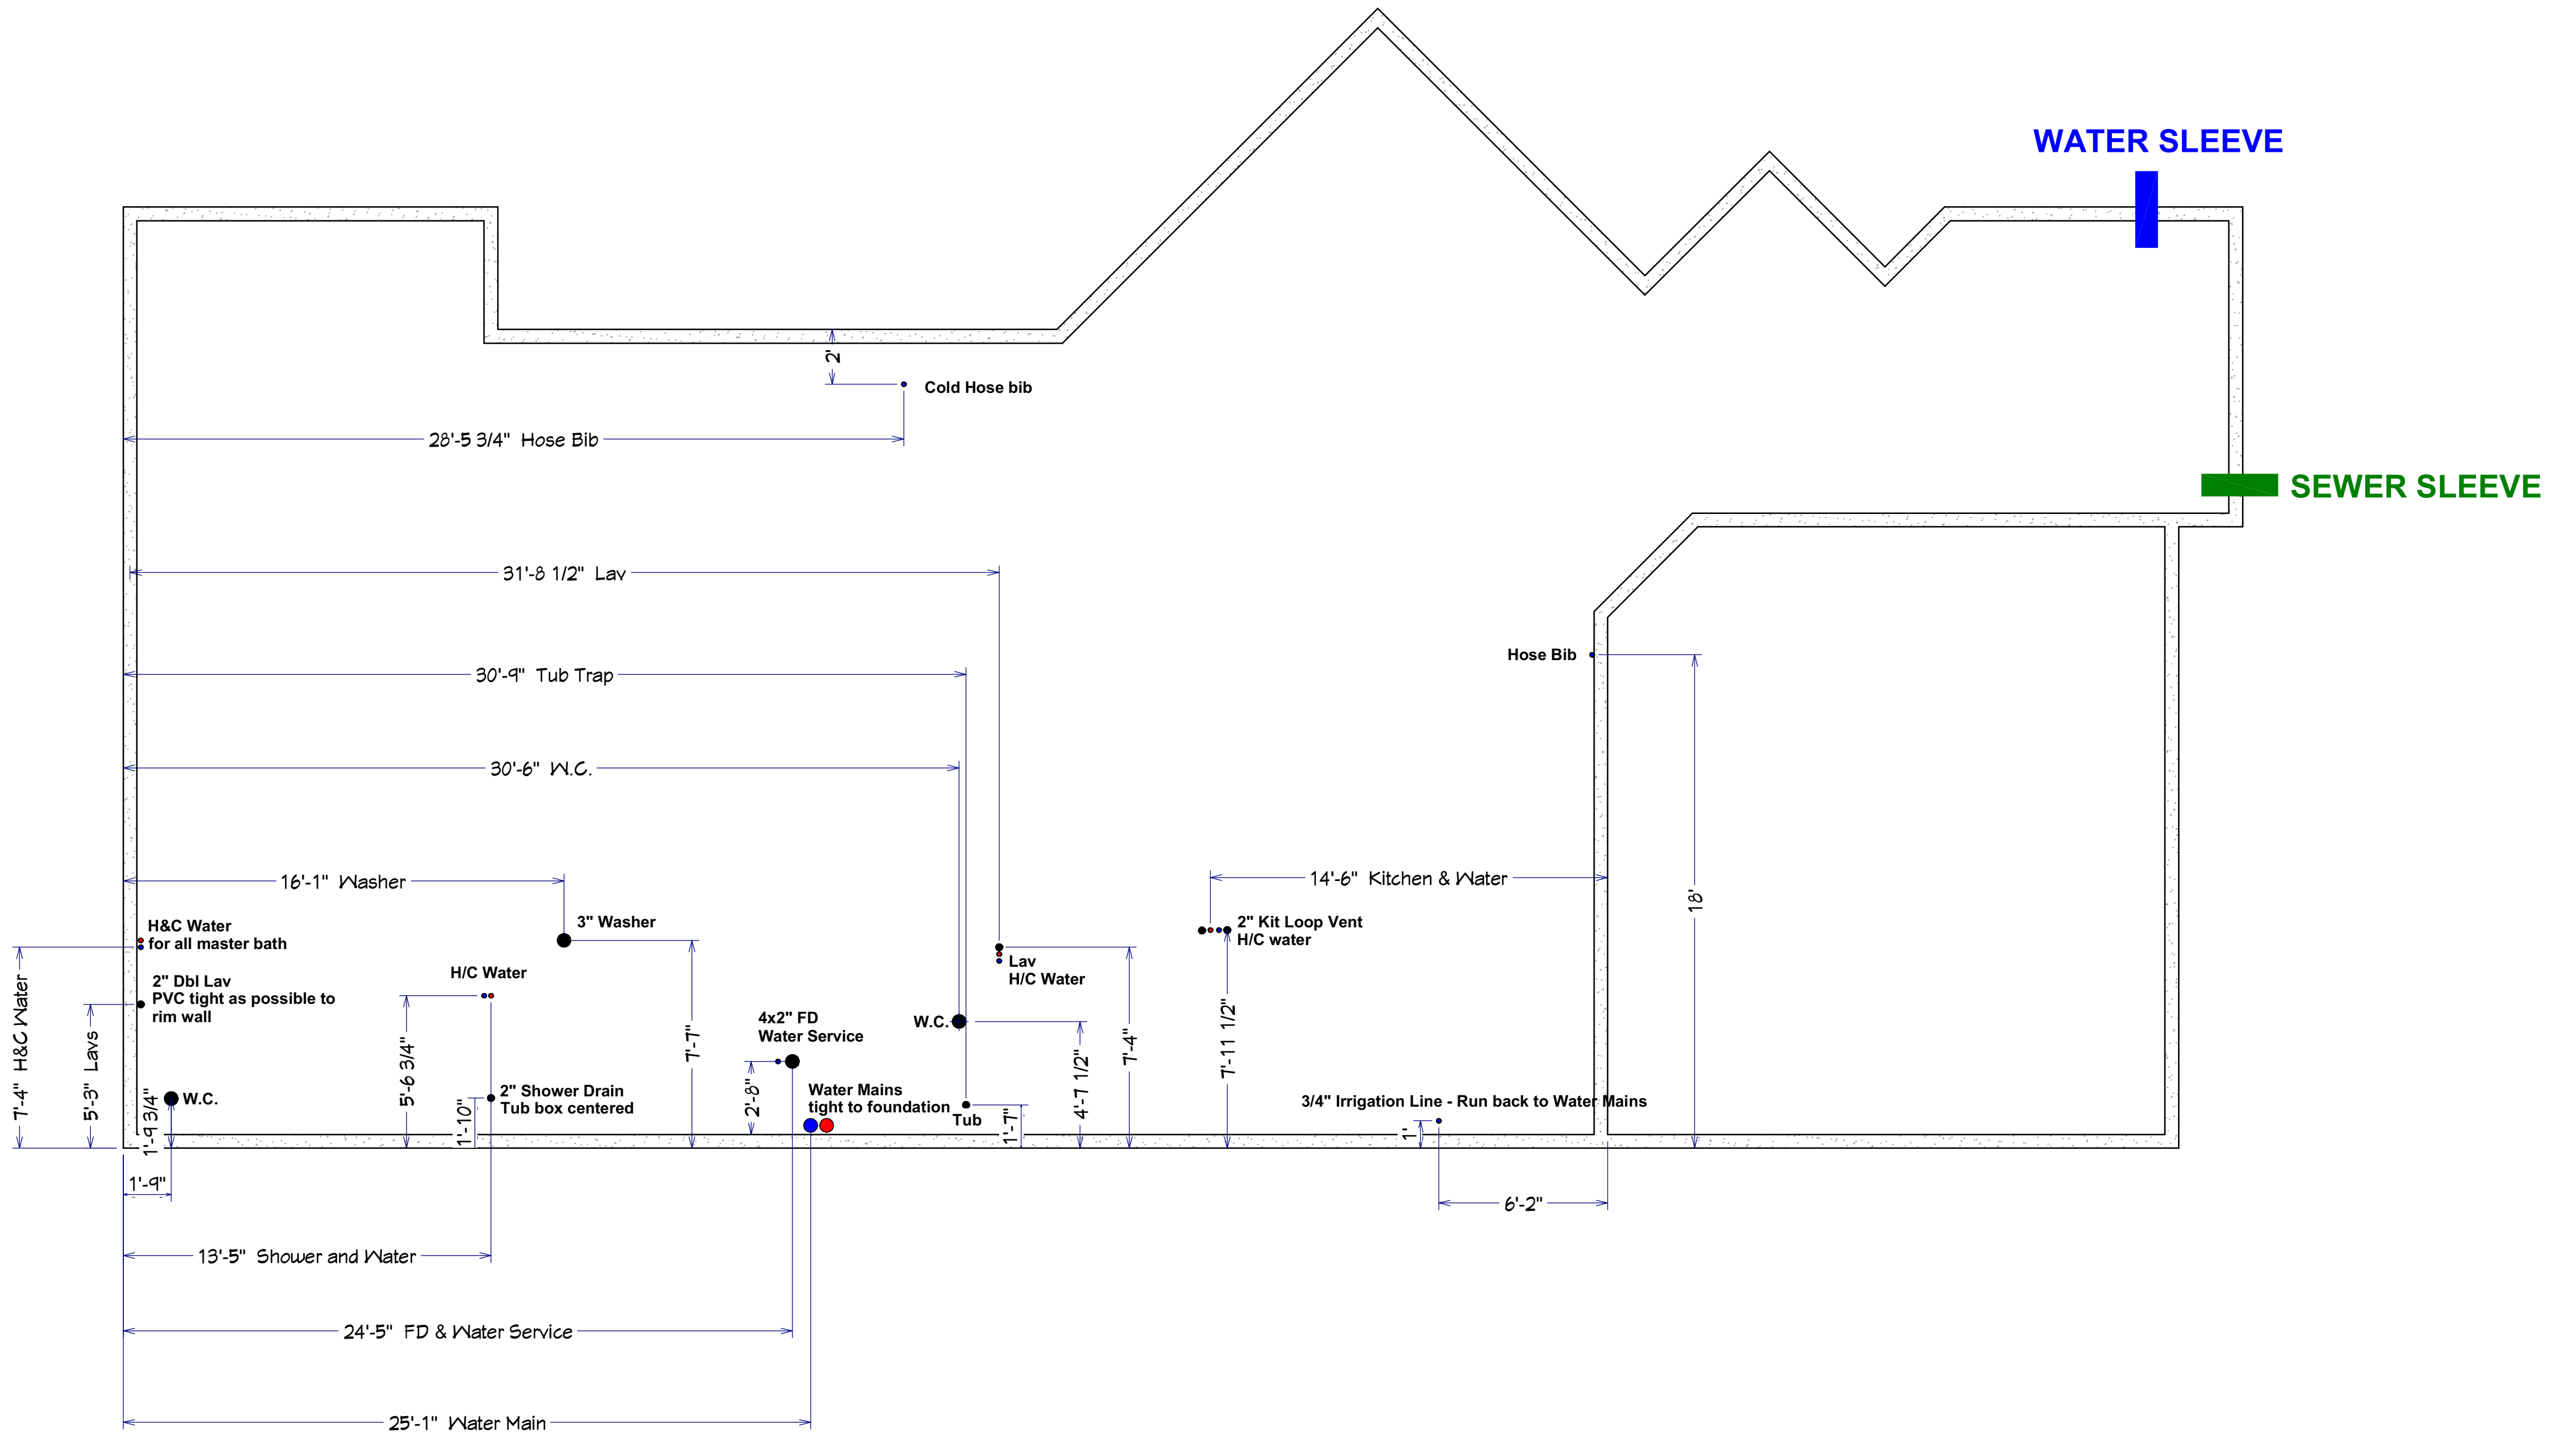 WATER SLEEVE
2'
Cold Hose bib
28'-5 3/4" Hose Bib
SEWER SLEEVE
31'-8 1/2" Lav
Hose Bib
30'-9" Tub Trap
30'-6" W.C.
16'-1" Washer
14'-6" Kitchen & Water
18'
3" Washer
2" Kit Loop Vent
H/C water
H&C Water
for all master bath
Lav
H/C Water
H/C Water
2" Dbl Lav
PVC tight as possible to
rim wall
4x2" FD
Water Service
W.C.
7'-4" H&C Water
5'-3" Lavs
1'-9 3/4"
W.C.
5'-6 3/4"
1'-10"
2" Shower Drain
Tub box centered
7'-7"
2'-8"
Water Mains
tight to foundation
Tub
1'-7"
4'-7 1/2"
7'-4"
7'-11 1/2"
3/4" Irrigation Line - Run back to Water Mains
1'
1'-9"
6'-2"
13'-5" Shower and Water
24'-5" FD & Water Service
25'-1" Water Main